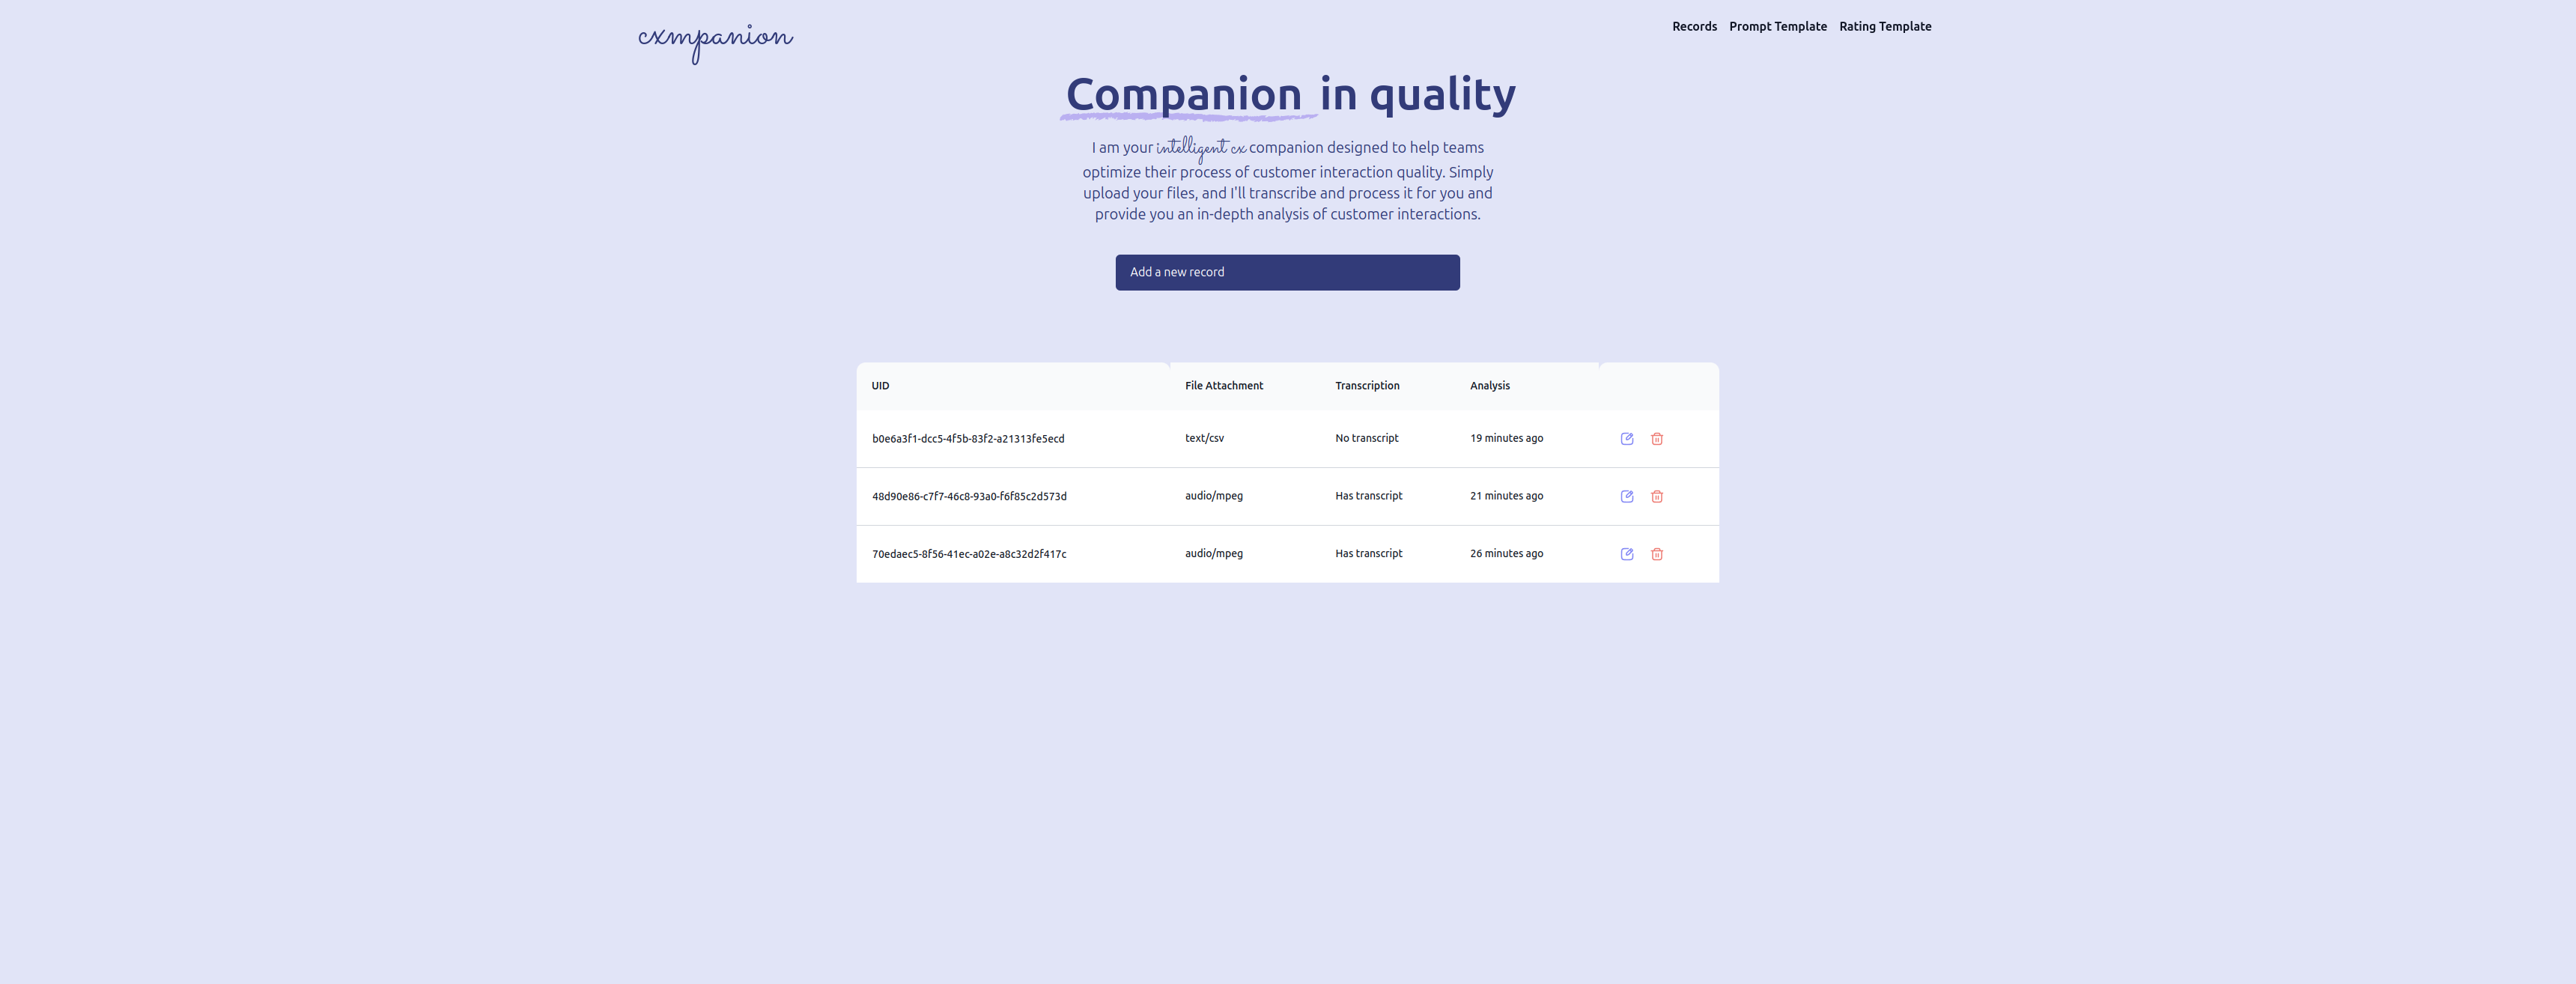 cxmpanion
Records Prompt Template Rating Template
Companion in quality
I am your intelligent cx companion designed to help teams
optimize their process of customer interaction quality. Simply
upload your files, and I'll transcribe and process it for you and
provide you an in-depth analysis of customer interactions.
Add a new record
UID File Attachment Transcription Analysis
b0e6a3f1-dcc5-4f5b-83f2-a21313fe5ecd text/csv No transcript 19 minutes ago
48d90e86-c7f7-46c8-93a0-f6f85c2d573d audio/mpeg Has transcript 21 minutes ago
70edaec5-8f56-41ec-a02e-a8c32d2f417c audio/mpeg Has transcript 26 minutes ago